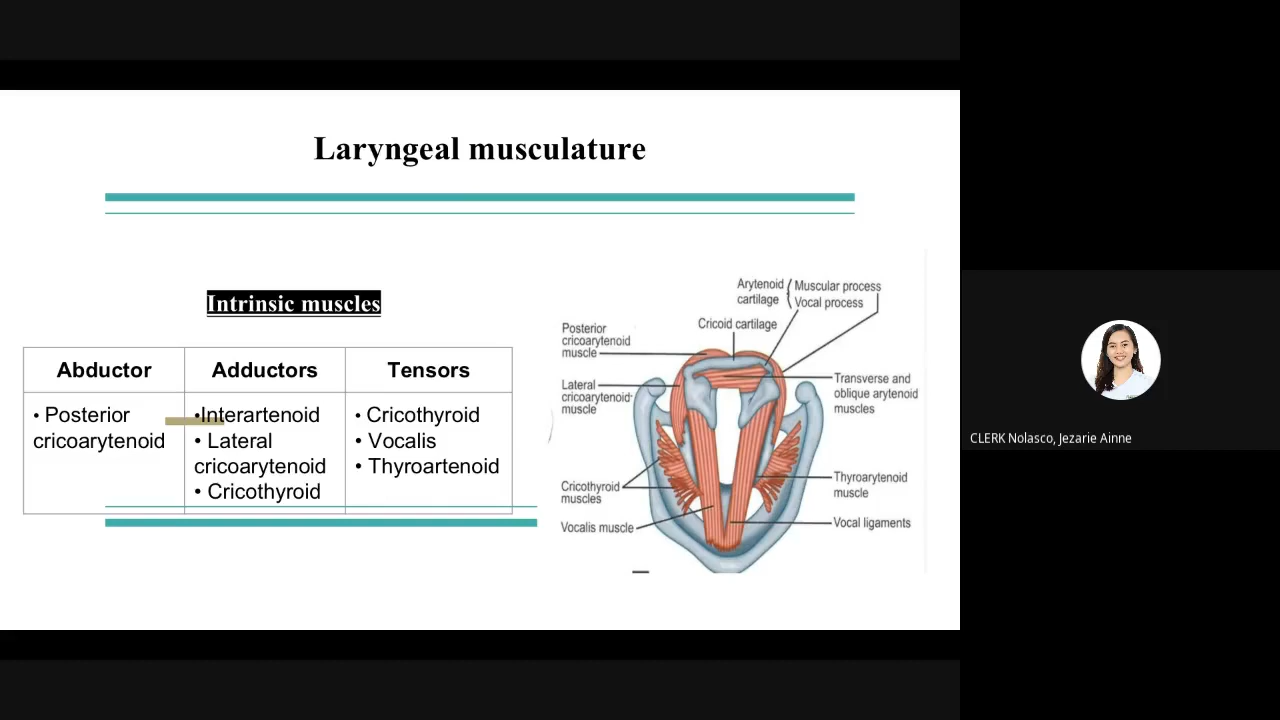 Laryngeal musculature
Intrinsic muscles
Abductor
Adductors
Tensors
• Posterior
cricoarytenoid
•Interartenoid
• Lateral
cricoarytenoid
• Cricothyroid
• Cricothyroid
• Vocalis
• Thyroartenoid
Arytenoid
cartilage
Muscular process
Vocal process
Cricoid cartilage
Posterior
cricoarytenoid
muscle
Lateral
cricoarytenoid
muscle
Transverse and
oblique arytenoid
muscles
Cricothyroid
muscles
Thyroarytenoid
muscle
Vocalis muscle
Vocal ligaments
CLERK Nolasco, Jezarie Ainne